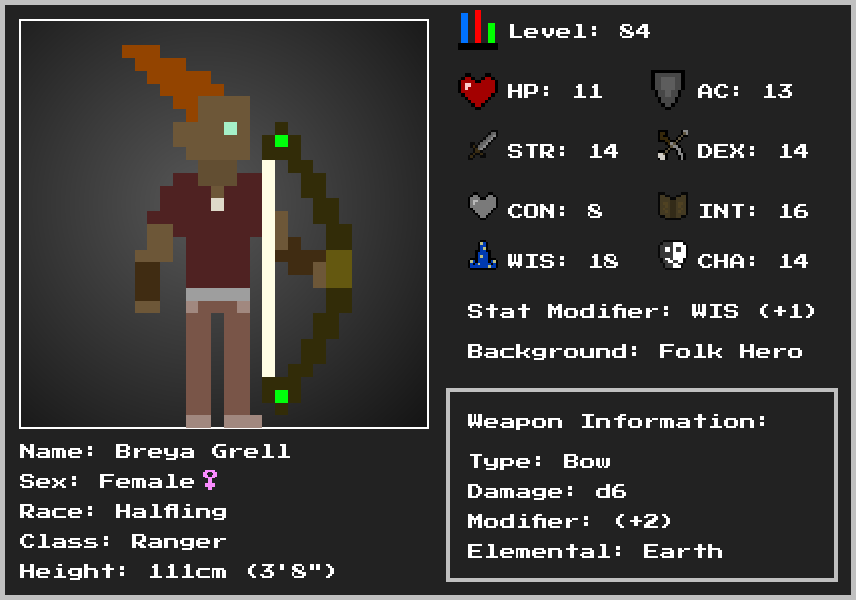 Level: 84
HP: 11
AC: 13
STR: 14
DEX: 14
CON: 8
INT: 16
WIS: 18
CHA: 14
Stat Modifier: WIS (+1)
Background: Folk Hero
Name: Breya Grell
Sex: Female♀
Race: Halfling
Class: Ranger
Height: 111cm (3'8")
Weapon Information:
Type: Bow
Damage: d6
Modifier: (+2)
Elemental: Earth